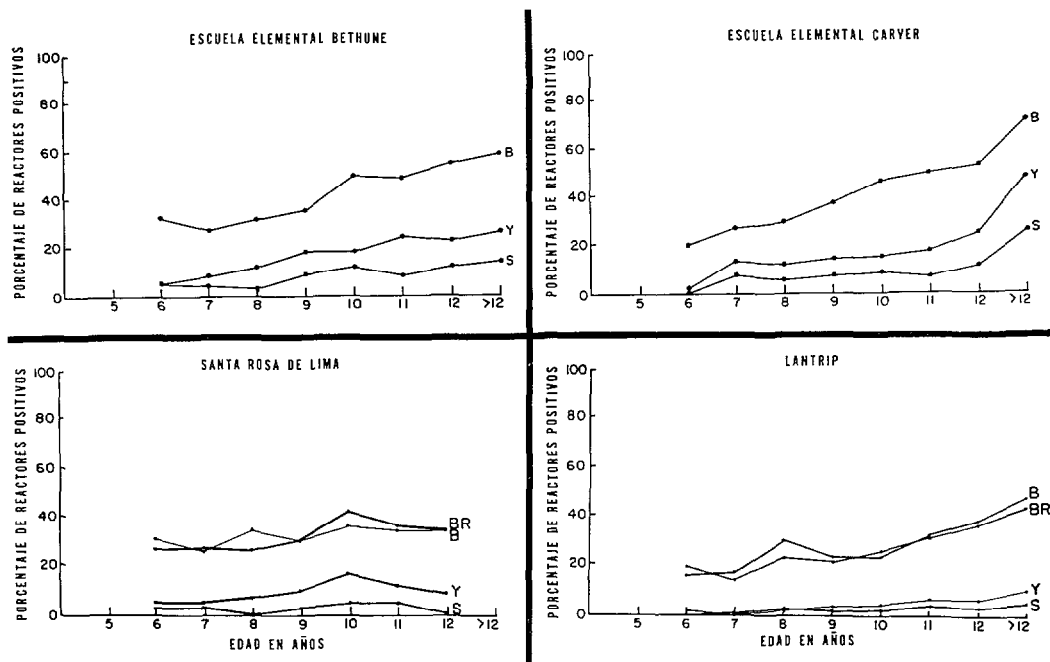 ESCUELA ELEMENTAL BETHUNE
PORCENTAJE DE REACTORES POSITIVOS
100
80
60
40
20
0
B
Y
S
5 6 7 8 9 10 11 12 >12
ESCUELA ELEMENTAL CARVER
PORCENTAJE DE REACTORES POSITIVOS
100
80
60
40
20
0
B
Y
S
5 6 7 8 9 10 11 12 >12
SANTA ROSA DE LIMA
PORCENTAJE DE REACTORES POSITIVOS
100
80
60
40
20
0
BR
B
Y
S
5 6 7 8 9 10 11 12 >12
EDAD EN AÑOS
LANTRIP
PORCENTAJE DE REACTORES POSITIVOS
100
80
60
40
20
0
B
BR
Y
S
5 6 7 8 9 10 11 12 >12
EDAD EN AÑOS